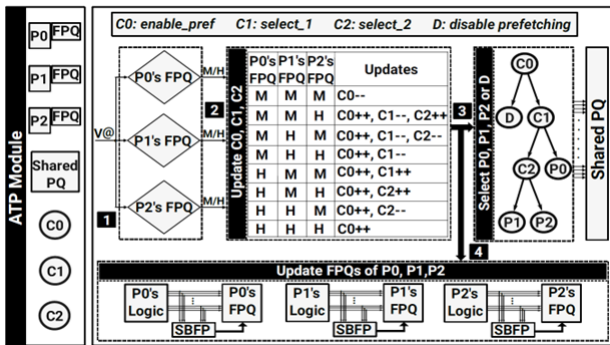 ATP Module
P0 FPQ
P1 FPQ
P2 FPQ
Shared
PQ
C0
C1
C2
C0: enable_pref C1: select_1 C2: select_2 D: disable prefetching
V@
1
P0's FPQ
M/H
P1's FPQ
M/H
P2's FPQ
M/H
2
Update C0, C1, C2
P0's FPQ P1's FPQ P2's FPQ Updates
M M M C0--
M M H C0++, C1--, C2++
M H M C0++, C1--, C2--
M H H C0++, C1--
H M M C0++, C1++
H M H C0++, C2++
H H M C0++, C2--
H H H C0++
3
Select P0, P1, P2 or D
C0
D C1
C2 P0
P1 P2
Shared PQ
4
Update FPQs of P0, P1,P2
P0's
Logic
P0's
FPQ
SBFP
P1's
Logic
P1's
FPQ
SBFP
P2's
Logic
P2's
FPQ
SBFP